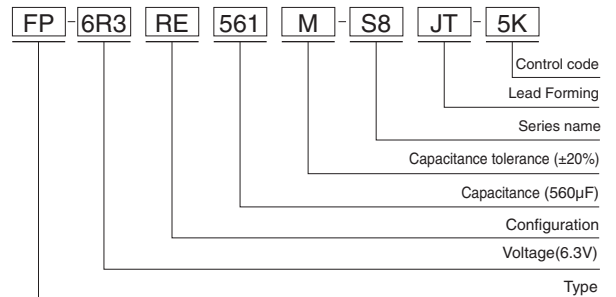 FP-6R3 RE 561 M-S8 JT-5K
Control code
Lead Forming
Series name
Capacitance tolerance (±20%)
Capacitance (560µF)
Configuration
Voltage(6.3V)
Type